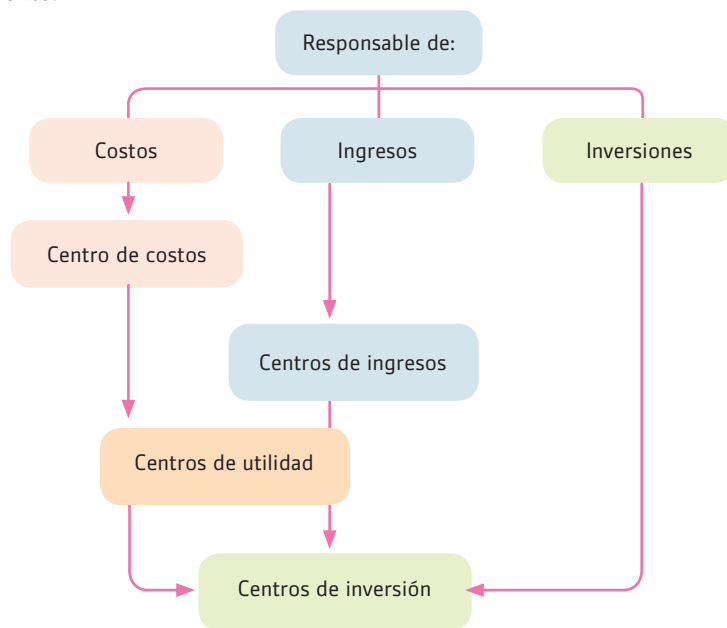 Responsable de:
Costos
Ingresos
Inversiones
Centro de costos
Centros de ingresos
Centros de utilidad
Centros de inversión